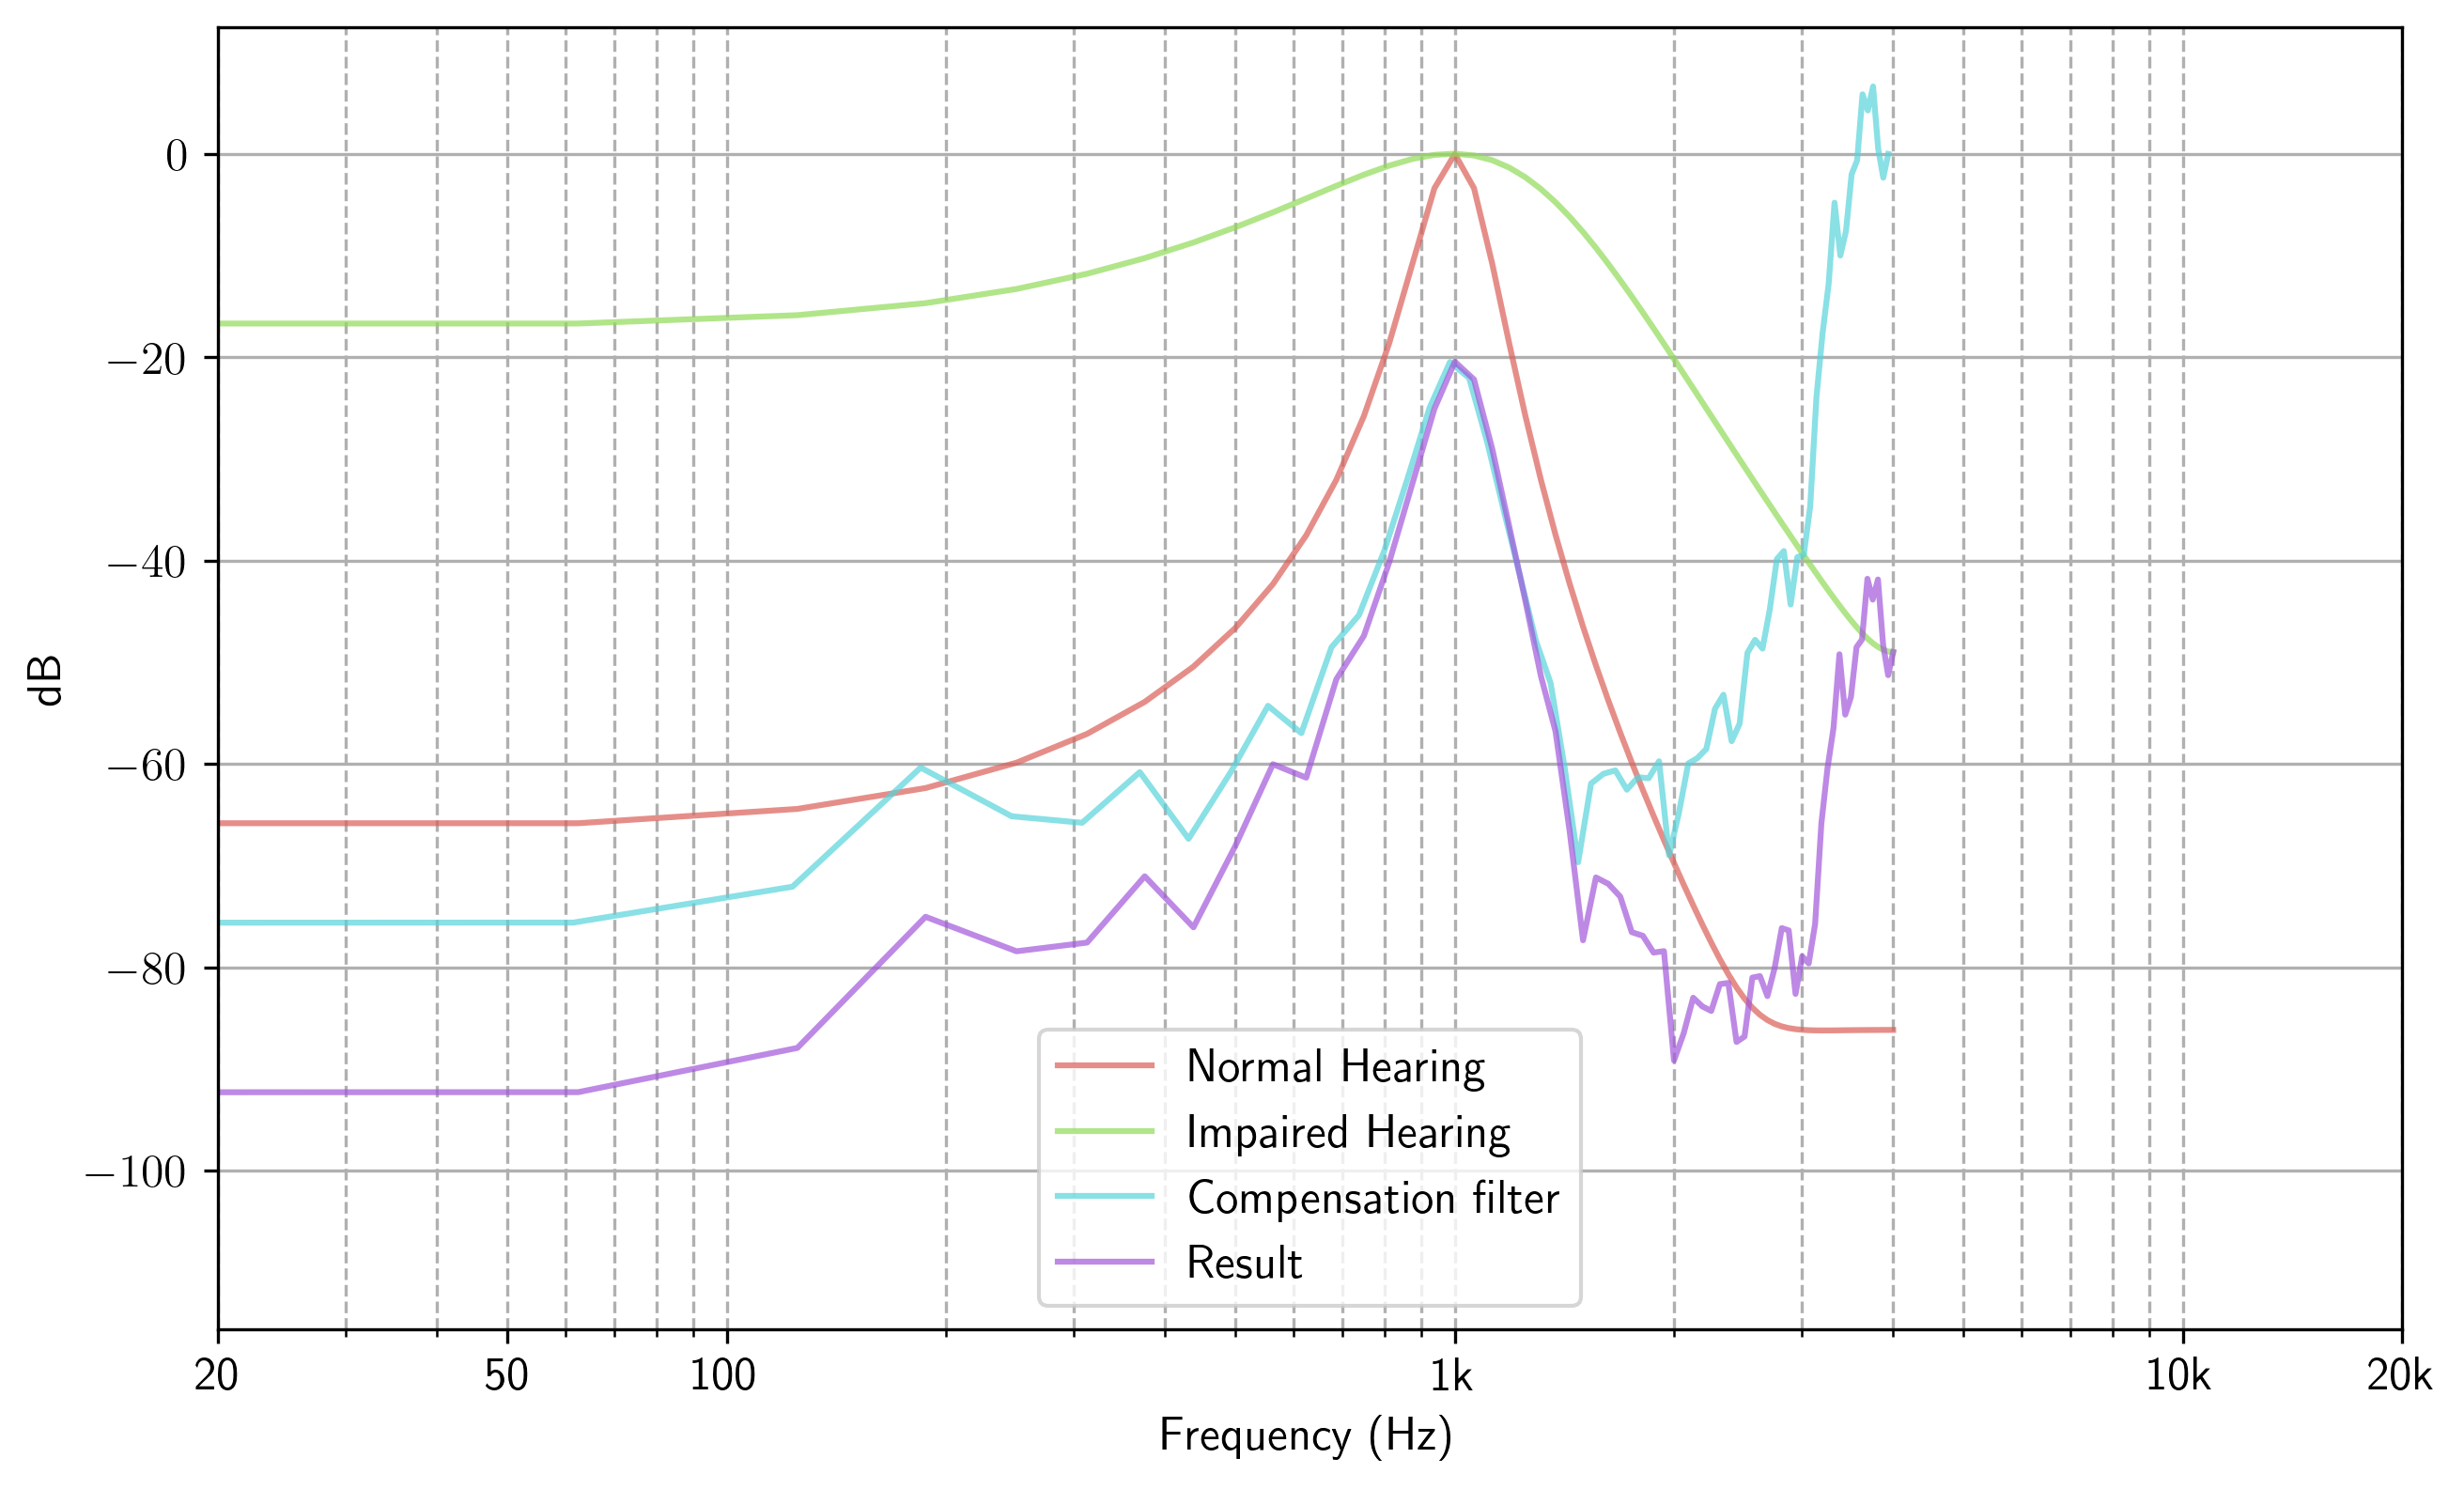 0
−20
−40
−60
−80
−100
dB
Normal Hearing
Impaired Hearing
Compensation filter
Result
20 50 100 1k 10k 20k
Frequency (Hz)